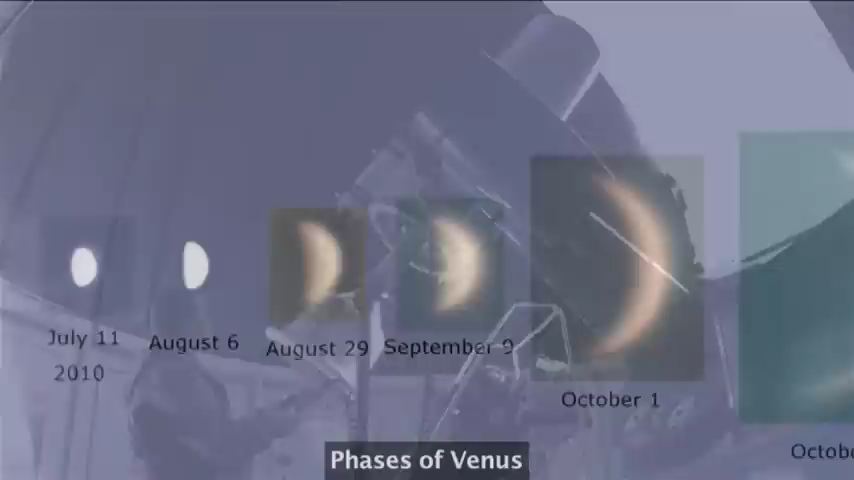 July 11
2010
August 6
August 29
September 9
October 1
Phases of Venus